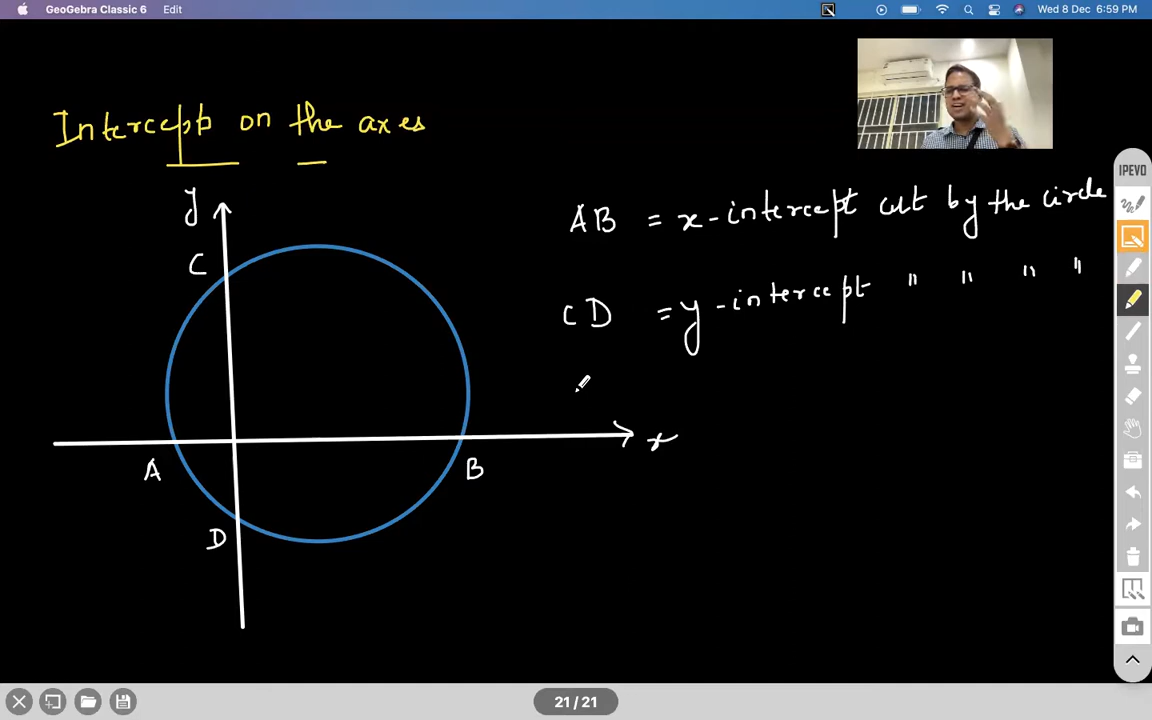 GeoGebra Classic 6 Edit Wed 8 Dec 6:59 PM
Intercepts on the axes
y
C
A
B
D
x
AB = x-intercept cut by the circle
CD = y-intercept " " " "
IPEVO
21 / 21